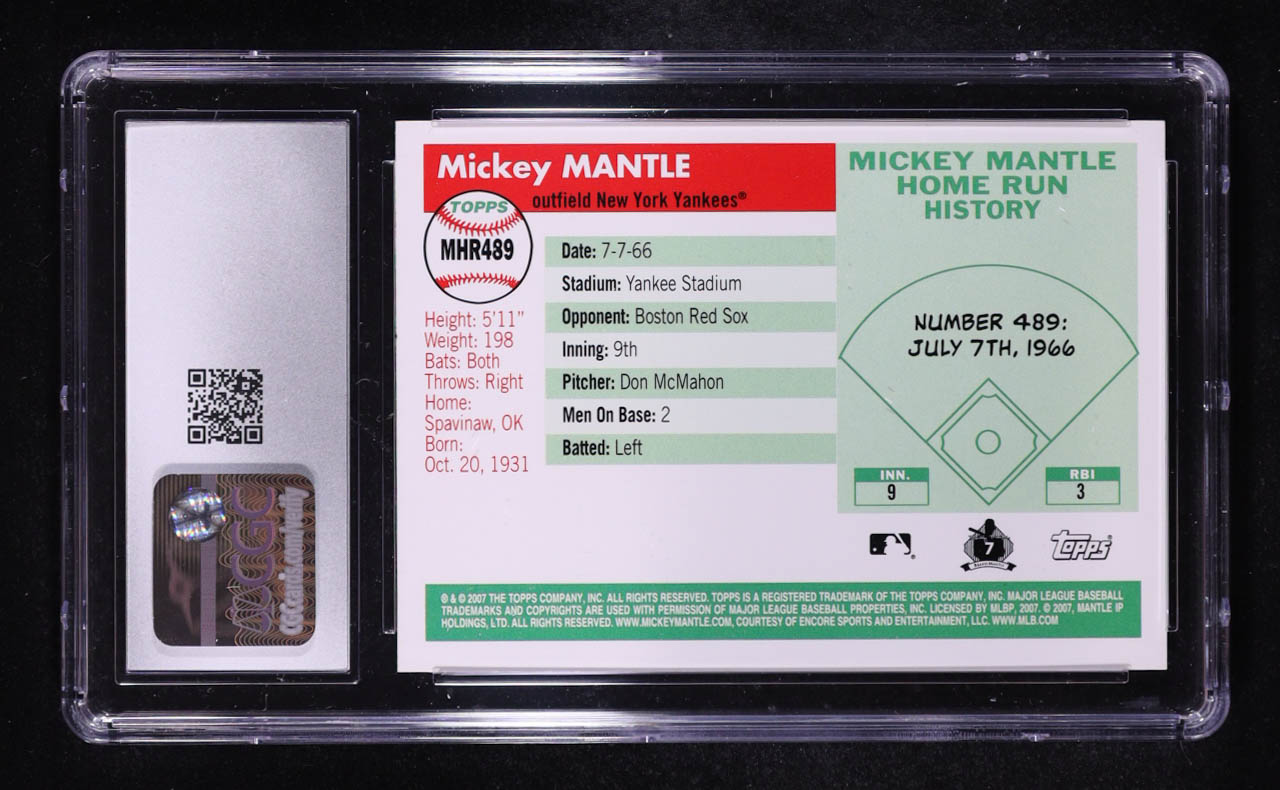 Mickey MANTLE
outfield New York Yankees®
TOPPS
MHR489
Height: 5'11"
Weight: 198
Bats: Both
Throws: Right
Home:
Spavinaw, OK
Born:
Oct. 20, 1931
Date: 7-7-66
Stadium: Yankee Stadium
Opponent: Boston Red Sox
Inning: 9th
Pitcher: Don McMahon
Men On Base: 2
Batted: Left
MICKEY MANTLE
HOME RUN
HISTORY
NUMBER 489:
JULY 7TH, 1966
INN.
9
RBI
3
7
Topps®
® & © 2007 THE TOPPS COMPANY, INC. ALL RIGHTS RESERVED. TOPPS IS A REGISTERED TRADEMARK OF THE TOPPS COMPANY, INC. MAJOR LEAGUE BASEBALL
TRADEMARKS AND COPYRIGHTS ARE USED WITH PERMISSION OF MAJOR LEAGUE BASEBALL PROPERTIES, INC. LICENSED BY MLBP, 2007. © 2007, MANTLE IP
HOLDINGS, LTD. ALL RIGHTS RESERVED. WWW.MICKEYMANTLE.COM, COURTESY OF ENCORE SPORTS AND ENTERTAINMENT, LLC. WWW.MLB.COM
CGC
CGCcards.com/verify